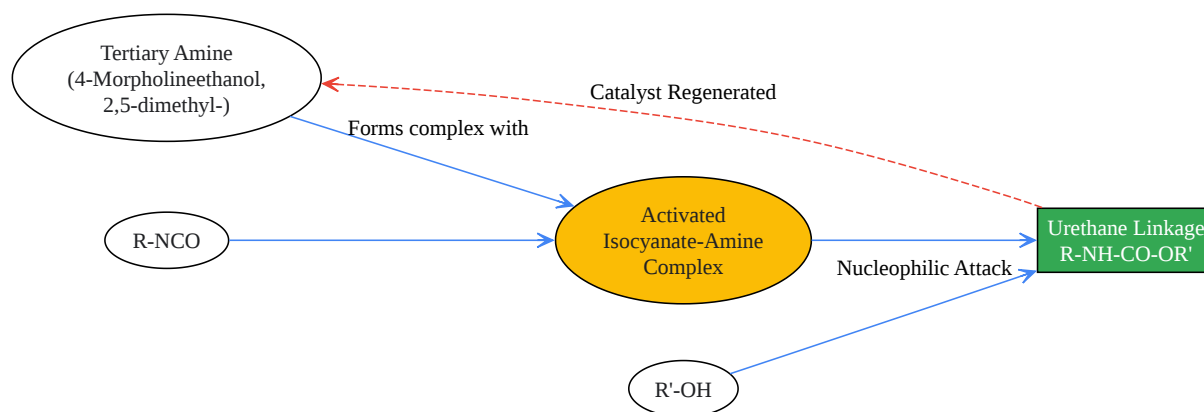 Tertiary Amine
(4-Morpholineethanol,
2,5-dimethyl-)
Catalyst Regenerated
Forms complex with
R-NCO
Activated
Isocyanate-Amine
Complex
Urethane Linkage
R-NH-CO-OR'
Nucleophilic Attack
R'-OH